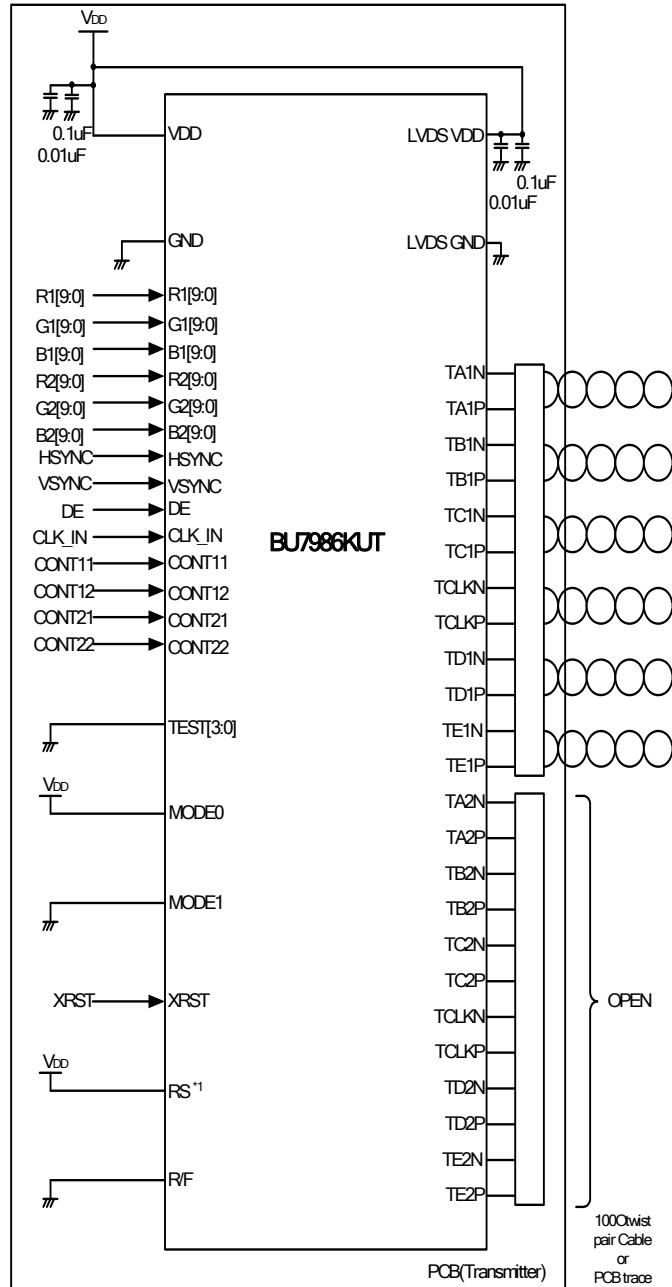 VDD
0.1uF
0.01uF
VDD
LVDS VDD
0.1uF
0.01uF
GND
LVDS GND
R1[9:0] R1[9:0]
G1[9:0] G1[9:0]
B1[9:0] B1[9:0]
R2[9:0] R2[9:0]
G2[9:0] G2[9:0]
B2[9:0] B2[9:0]
HSYNC HSYNC
VSYNC VSYNC
DE DE
CLK_IN CLK_IN
CONT11 CONT11
CONT12 CONT12
CONT21 CONT21
CONT22 CONT22
BU7986KUT
TEST[3:0]
VDD
MODE0
MODE1
XRST XRST
VDD
RS *1
R/F
TA1N
TA1P
TB1N
TB1P
TC1N
TC1P
TCLKN
TCLKP
TD1N
TD1P
TE1N
TE1P
TA2N
TA2P
TB2N
TB2P
TC2N
TC2P
TCLKN
TCLKP
TD2N
TD2P
TE2N
TE2P
OPEN
100Otwist
pair Cable
or
PCB trace
PCB(Transmitter)